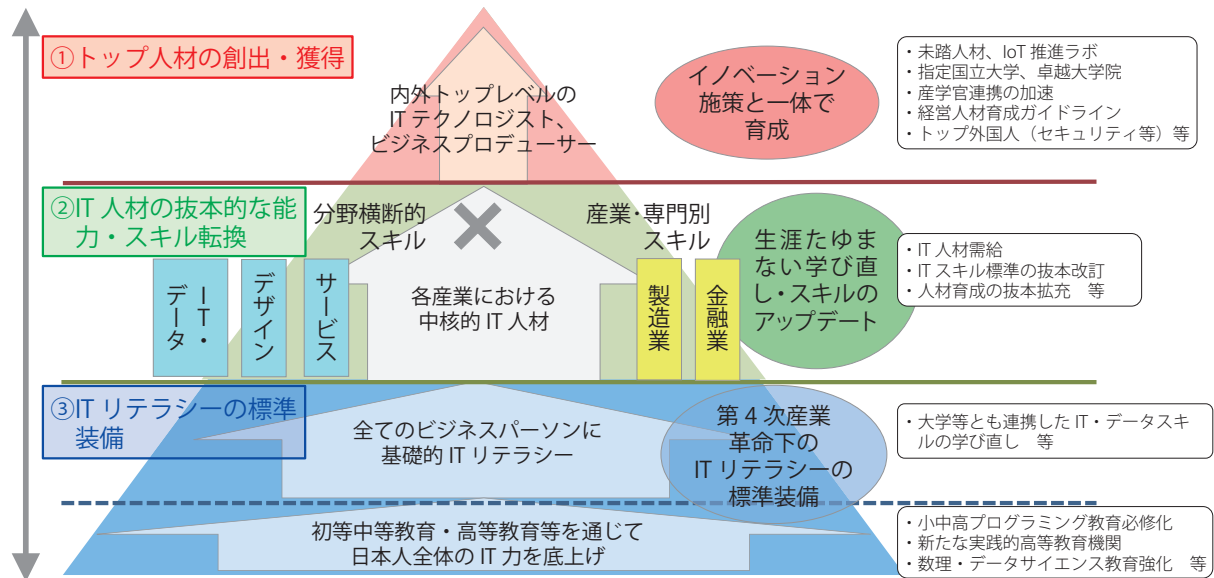 ①トップ人材の創出・獲得
内外トップレベルの
IT テクノロジスト、
ビジネスプロデューサー
イノベーション
施策と一体で
育成
・未踏人材、IoT 推進ラボ
・指定国立大学、卓越大学院
・産学官連携の加速
・経営人材育成ガイドライン
・トップ外国人（セキュリティ等）等
②IT 人材の抜本的な能
力・スキル転換
分野横断的
スキル
産業・専門別
スキル
IT・
データ
デザイン
サービス
各産業における
中核的 IT 人材
製造業
金融業
生涯たゆま
ない学び直
し・スキルの
アップデート
・IT 人材需給
・IT スキル標準の抜本改訂
・人材育成の抜本拡充　等
③IT リテラシーの標準
装備
全てのビジネスパーソンに
基礎的 IT リテラシー
第 4 次産業
革命下の
IT リテラシーの
標準装備
・大学等とも連携した IT・データスキ
ルの学び直し　等
初等中等教育・高等教育等を通じて
日本人全体の IT 力を底上げ
・小中高プログラミング教育必修化
・新たな実践的高等教育機関
・数理・データサイエンス教育強化　等